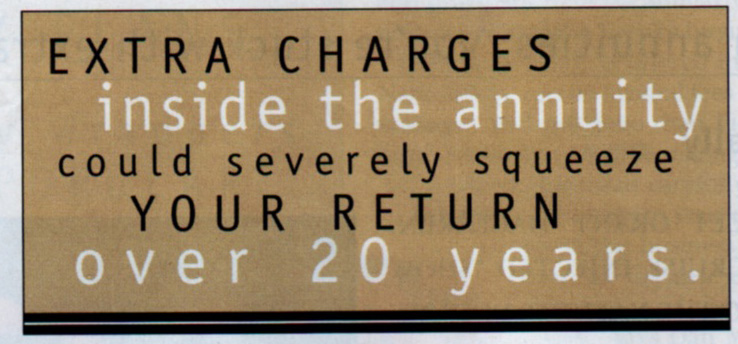 EXTRA CHARGES
inside the annuity
could severely squeeze
YOUR RETURN
over 20 years.